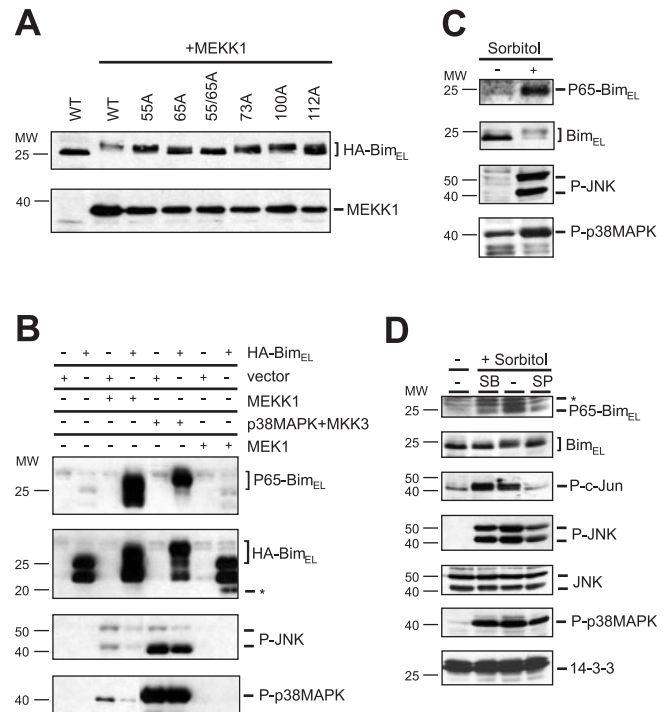 A
+MEKK1
WT WT 55A 65A 55/65A 73A 100A 112A
MW
25 HA-BimEL
40 MEKK1
B
- + - + - + - + HA-BimEL
+ - + - + - + - vector
+ + MEKK1
+ + p38MAPK+MKK3
+ + MEK1
MW
25 P65-BimEL
25 HA-BimEL
20 *
50 P-JNK
40
40 P-p38MAPK
C
Sorbitol
- +
MW
25 P65-BimEL
25 BimEL
50 P-JNK
40
40 P-p38MAPK
D
- + Sorbitol
- SB - SP
MW
*
25 P65-BimEL
25 BimEL
50 P-c-Jun
40
50 P-JNK
40
50 JNK
40
40 P-p38MAPK
25 14-3-3